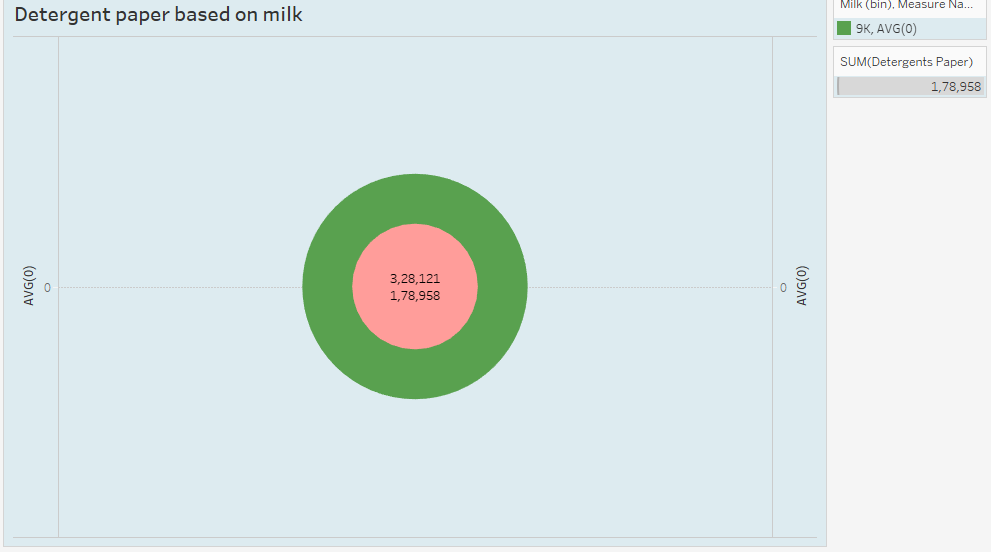 Detergent paper based on milk
Milk (bin), Measure Na...
9K, AVG(0)
SUM(Detergents Paper)
1,78,958
AVG(0)
0
3,28,121
1,78,958
0
AVG(0)